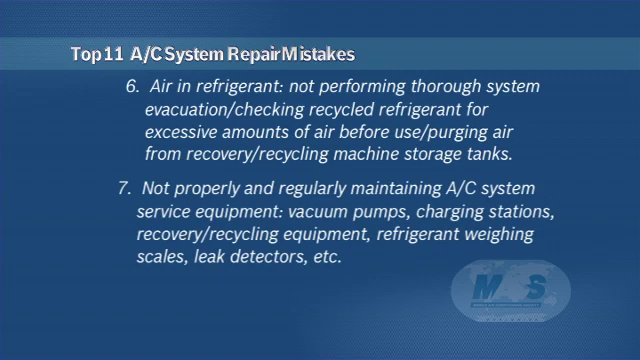 Top 11 A/C System Repair Mistakes
6. Air in refrigerant: not performing thorough system
evacuation/checking recycled refrigerant for
excessive amounts of air before use/purging air
from recovery/recycling machine storage tanks.
7. Not properly and regularly maintaining A/C system
service equipment: vacuum pumps, charging stations,
recovery/recycling equipment, refrigerant weighing
scales, leak detectors, etc.
MACS